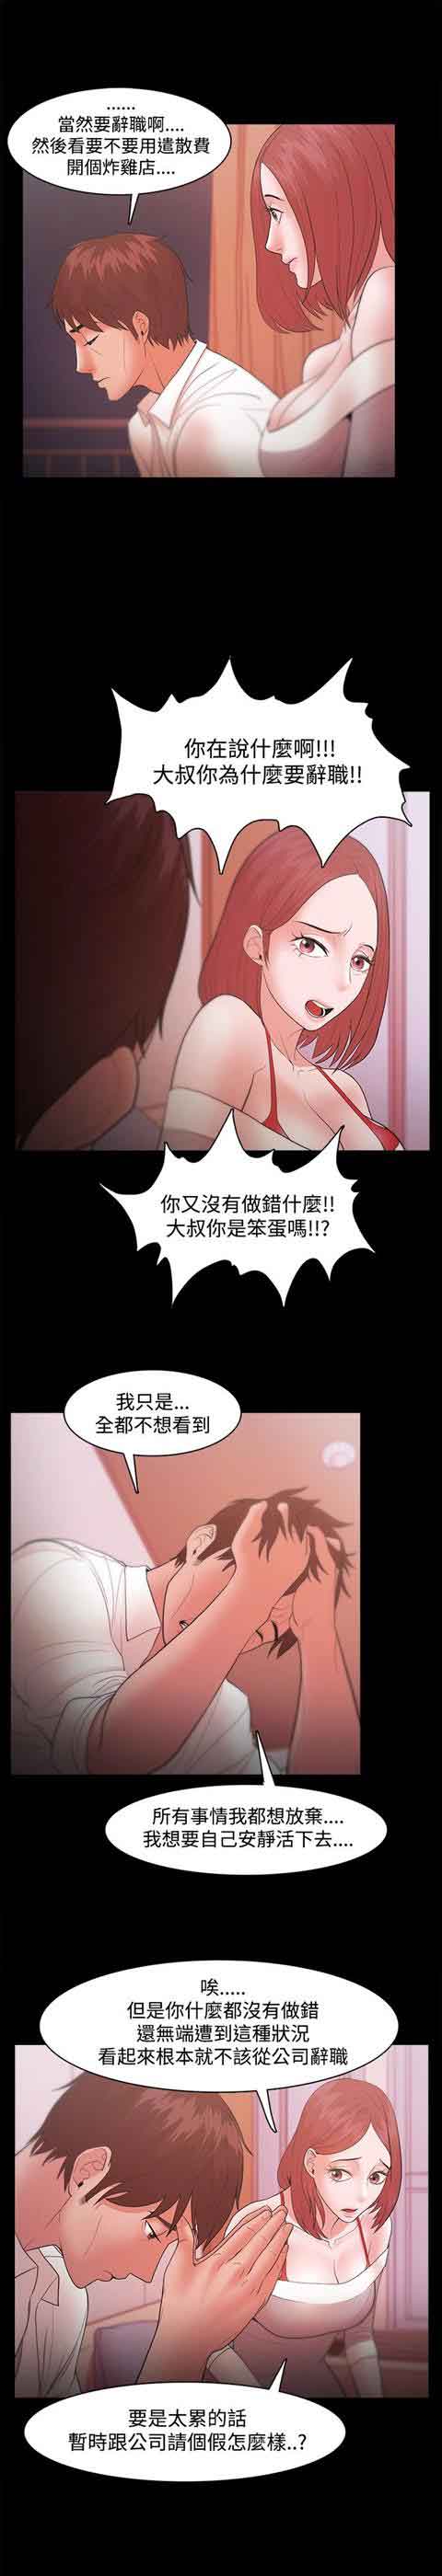 ......
當然要辭職啊....
然後看要不要用遣散費
開個炸雞店....
你在說什麼啊!!!
大叔你為什麼要辭職!!
你又沒有做錯什麼!!
大叔你是笨蛋嗎!!?
我只是...
全都不想看到
所有事情我都想放棄....
我想要自己安靜活下去....
唉.....
但是你什麼都沒有做錯
還無端遭到這種狀況
看起來根本就不該從公司辭職
要是太累的話
暫時跟公司請個假怎麼樣..?